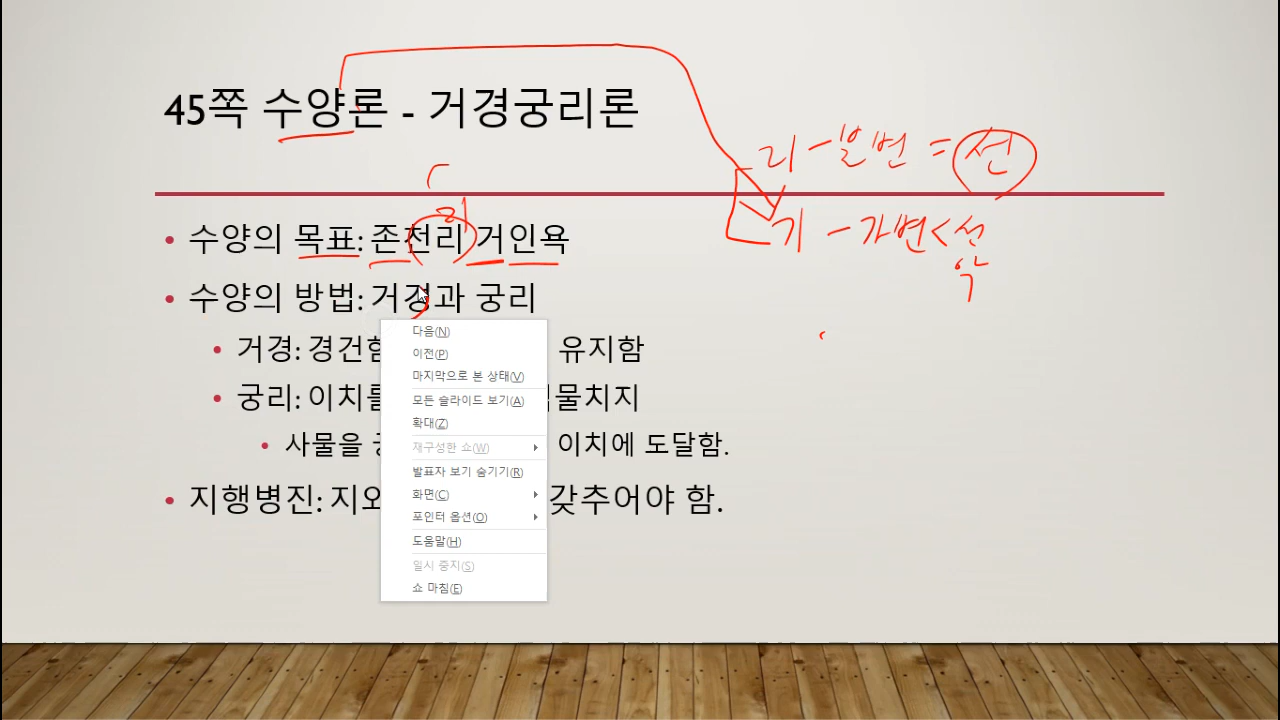 45쪽 수양론 - 거경궁리론
리 - 불변 = 선
기 - 가변 < 선
악
• 수양의 목표: 존전리 거인욕
• 수양의 방법: 거경과 궁리
• 거경: 경건함 유지함
• 궁리: 이치를 격물치지
• 사물을 이치에 도달함.
• 지행병진: 지와 갖추어야 함.
다음(N)
이전(P)
마지막으로 본 상태(V)
모든 슬라이드 보기(A)
확대(Z)
재구성한 쇼(W)
발표자 보기 숨기기(R)
화면(C)
포인터 옵션(O)
도움말(H)
일시 중지(S)
쇼 마침(E)